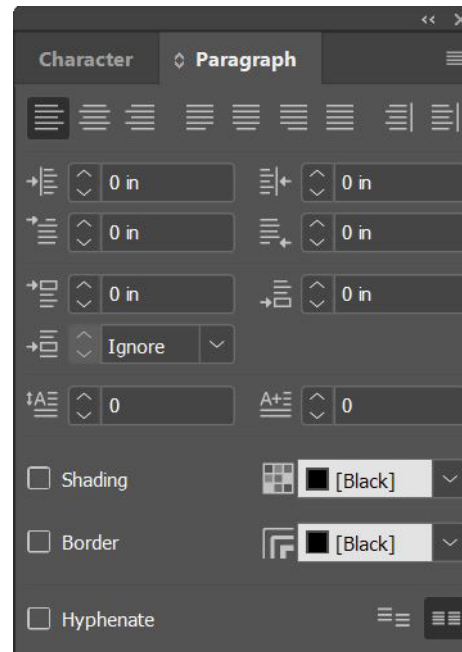 Character Paragraph
0 in 0 in
0 in 0 in
0 in 0 in
Ignore
0 0
Shading [Black]
Border [Black]
Hyphenate